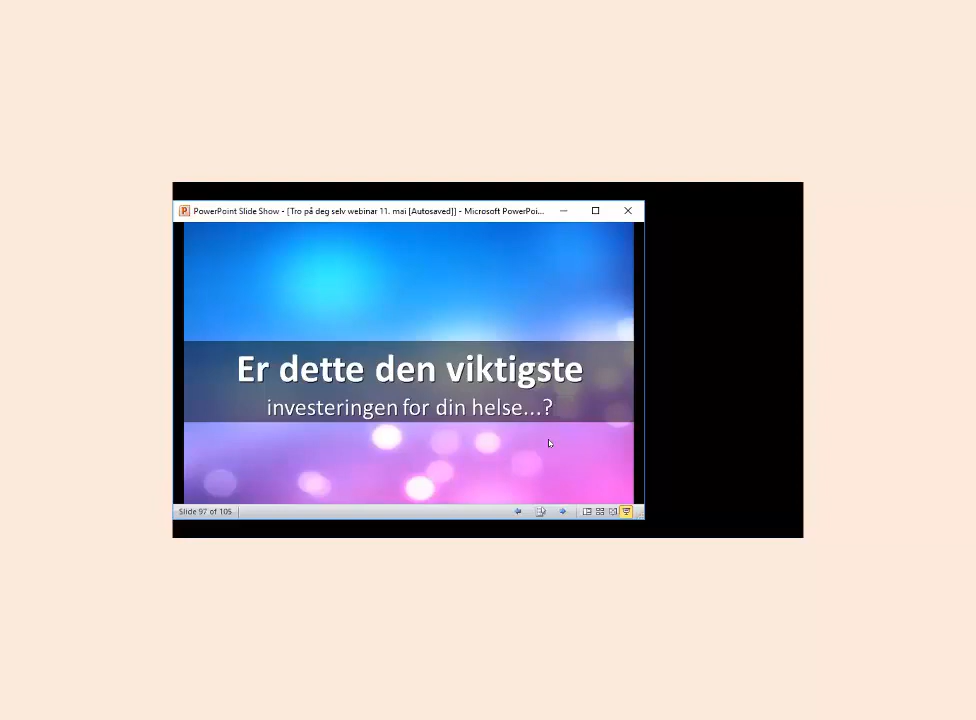 PowerPoint Slide Show - [Tro på deg selv webinar 11. mai [Autosaved]] - Microsoft PowerPoi...
Er dette den viktigste
investeringen for din helse...?
Slide 97 of 105